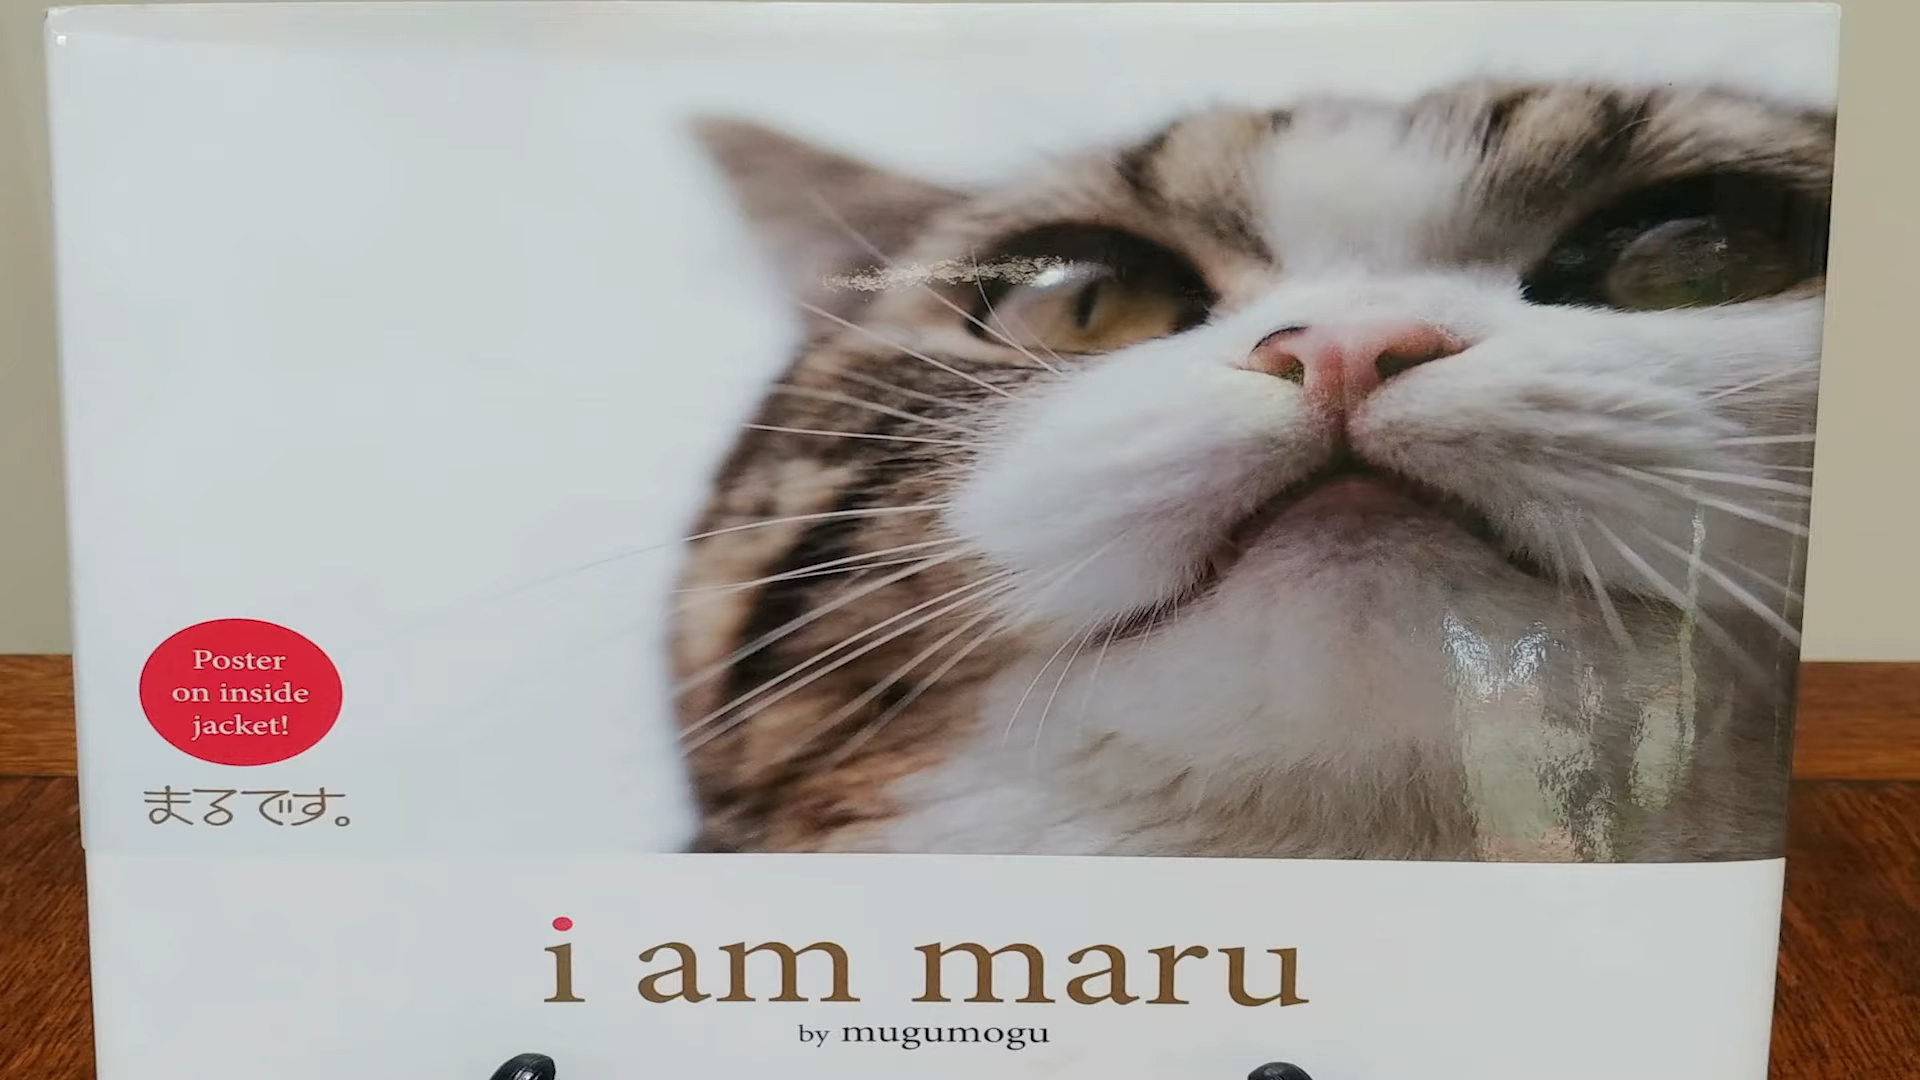 Poster
on inside
jacket!
まるです。
i am maru
by mugumogu